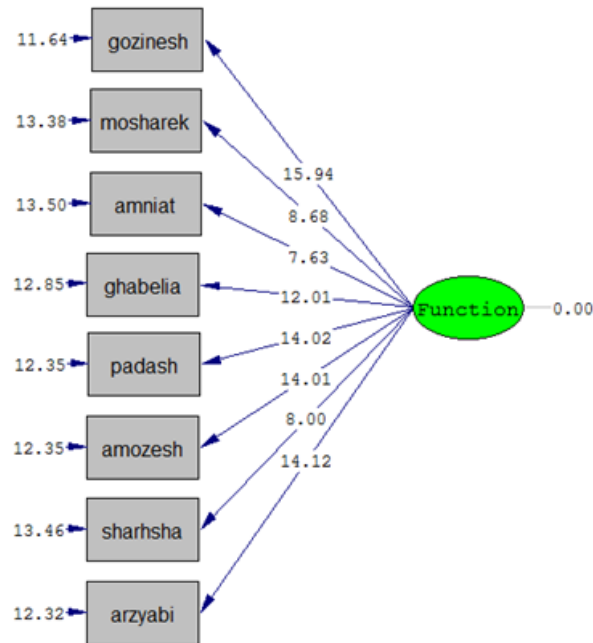 11.64 gozinesh
13.38 mosharek
13.50 amniat
12.85 ghabelia
12.35 padash
12.35 amozesh
13.46 sharhsha
12.32 arzyabi
15.94
8.68
7.63
12.01
14.02
14.01
8.00
14.12
Function 0.00